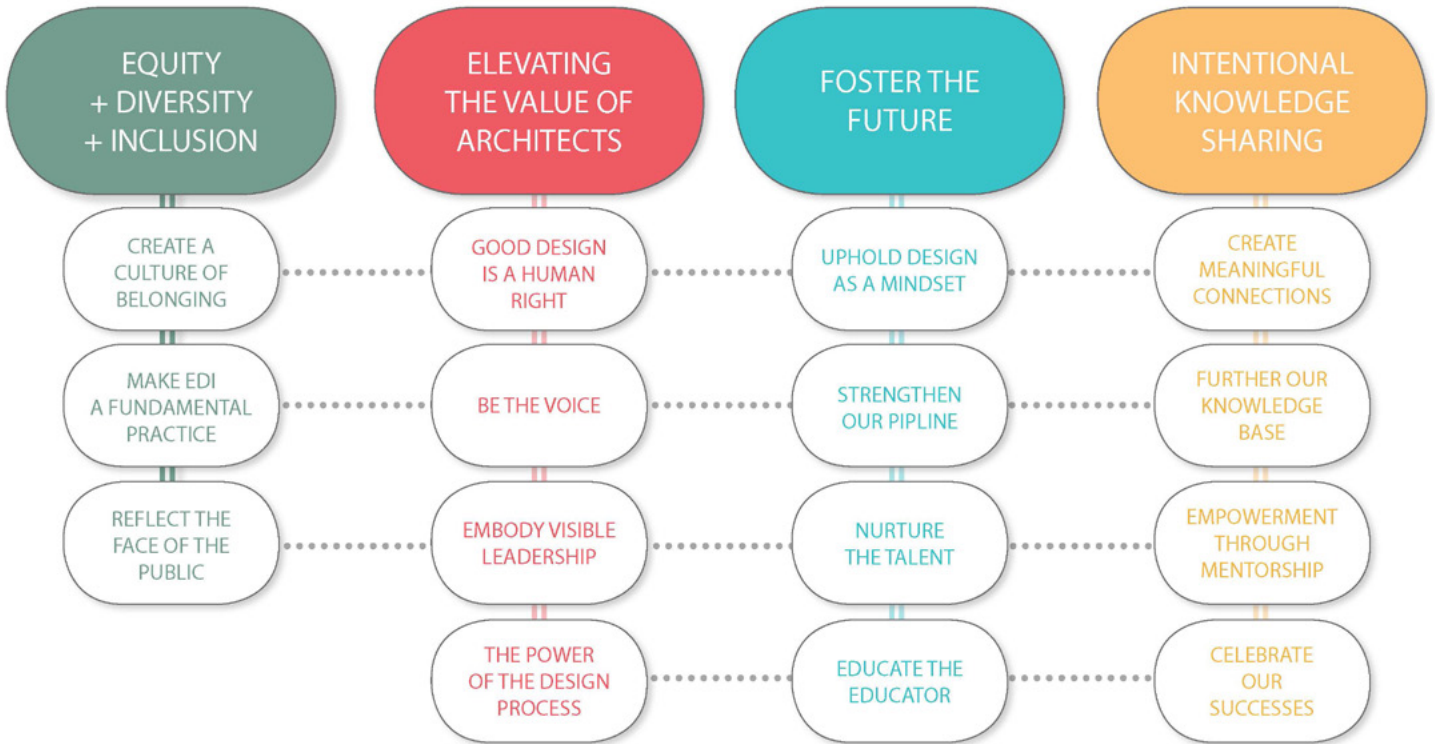 EQUITY
+ DIVERSITY
+ INCLUSION
ELEVATING
THE VALUE OF
ARCHITECTS
FOSTER THE
FUTURE
INTENTIONAL
KNOWLEDGE
SHARING
CREATE A
CULTURE OF
BELONGING
GOOD DESIGN
IS A HUMAN
RIGHT
UPHOLD DESIGN
AS A MINDSET
CREATE
MEANINGFUL
CONNECTIONS
MAKE EDI
A FUNDAMENTAL
PRACTICE
BE THE VOICE
STRENGTHEN
OUR PIPLINE
FURTHER OUR
KNOWLEDGE
BASE
REFLECT THE
FACE OF THE
PUBLIC
EMBODY VISIBLE
LEADERSHIP
NURTURE
THE TALENT
EMPOWERMENT
THROUGH
MENTORSHIP
THE POWER
OF THE DESIGN
PROCESS
EDUCATE THE
EDUCATOR
CELEBRATE
OUR
SUCCESSES